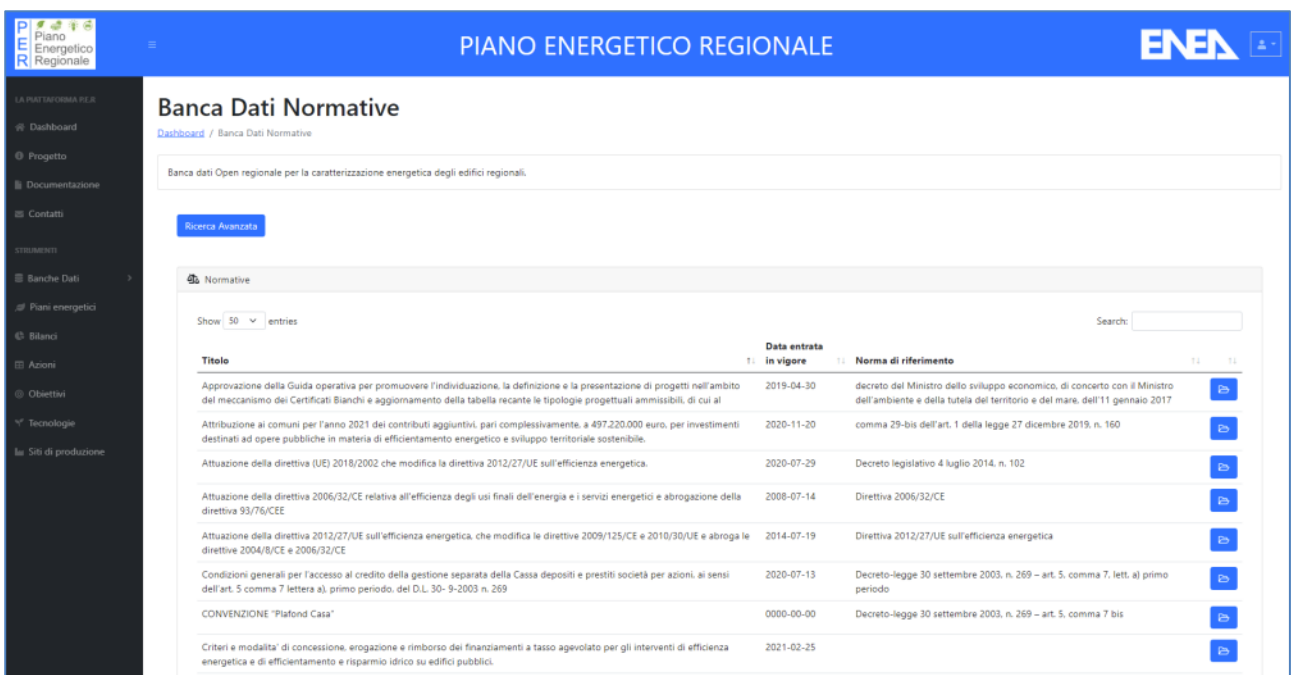 PER Piano Energetico Regionale
PIANO ENERGETICO REGIONALE
ENEA
LA PIATTAFORMA P.E.R
Dashboard
Progetto
Documentazione
Contatti
STRUMENTI
Banche Dati
Piani energetici
Bilanci
Azioni
Obiettivi
Tecnologie
Siti di produzione
Banca Dati Normative
Dashboard / Banca Dati Normative
Banca dati Open regionale per la caratterizzazione energetica degli edifici regionali.
Ricerca Avanzata
Normative
Show 50 entries Search:
Data entrata
Titolo in vigore Norma di riferimento
Approvazione della Guida operativa per promuovere l'individuazione, la definizione e la presentazione di progetti nell'ambito 2019-04-30 decreto del Ministro dello sviluppo economico, di concerto con il Ministro
del meccanismo dei Certificati Bianchi e aggiornamento della tabella recante le tipologie progettuali ammissibili, di cui al dell'ambiente e della tutela del territorio e del mare, dell'11 gennaio 2017
Attribuzione ai comuni per l'anno 2021 dei contributi aggiuntivi, pari complessivamente, a 497.220.000 euro, per investimenti 2020-11-20 comma 29-bis dell'art. 1 della legge 27 dicembre 2019, n. 160
destinati ad opere pubbliche in materia di efficientamento energetico e sviluppo territoriale sostenibile.
Attuazione della direttiva (UE) 2018/2002 che modifica la direttiva 2012/27/UE sull'efficienza energetica. 2020-07-29 Decreto legislativo 4 luglio 2014, n. 102
Attuazione della direttiva 2006/32/CE relativa all'efficienza degli usi finali dell'energia e i servizi energetici e abrogazione della 2008-07-14 Direttiva 2006/32/CE
direttiva 93/76/CEE
Attuazione della direttiva 2012/27/UE sull'efficienza energetica, che modifica le direttive 2009/125/CE e 2010/30/UE e abroga le 2014-07-19 Direttiva 2012/27/UE sull'efficienza energetica
direttive 2004/8/CE e 2006/32/CE
Condizioni generali per l'accesso al credito della gestione separata della Cassa depositi e prestiti società per azioni, ai sensi 2020-07-13 Decreto-legge 30 settembre 2003, n. 269 – art. 5, comma 7, lett. a) primo
dell'art. 5 comma 7 lettera a), primo periodo, del D.L. 30- 9-2003 n. 269 periodo
CONVENZIONE "Plafond Casa" 0000-00-00 Decreto-legge 30 settembre 2003, n. 269 – art. 5, comma 7 bis
Criteri e modalita' di concessione, erogazione e rimborso dei finanziamenti a tasso agevolato per gli interventi di efficienza 2021-02-25
energetica e di efficientamento e risparmio idrico su edifici pubblici.